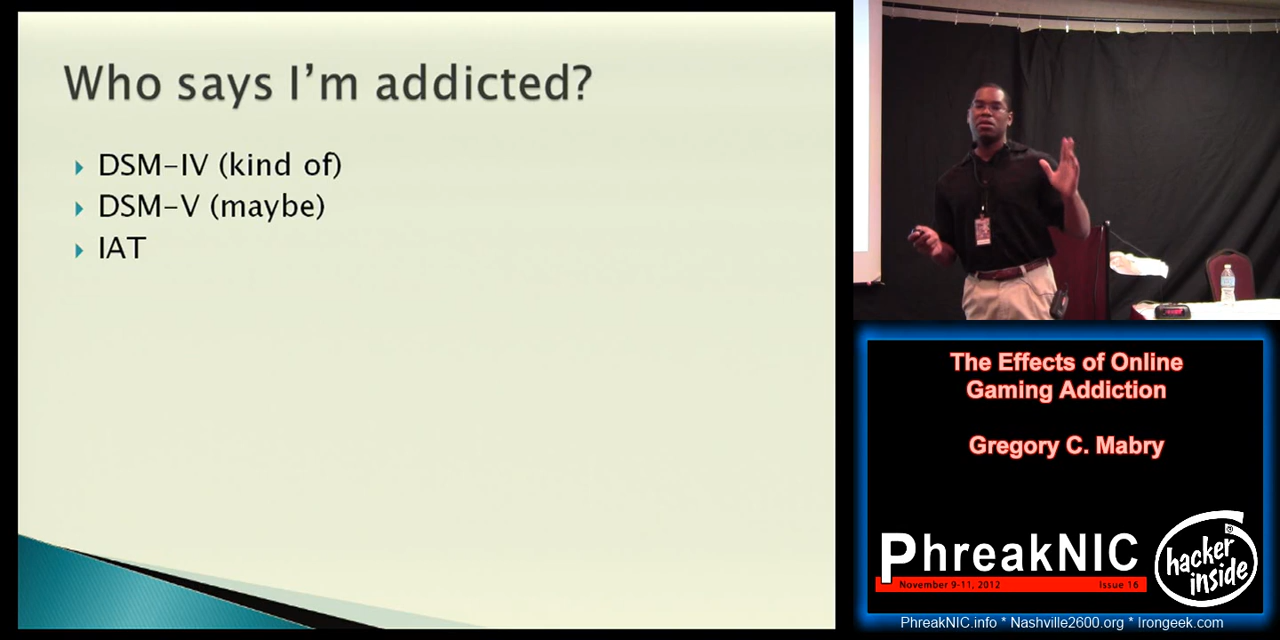 Who says I'm addicted?
DSM-IV (kind of)
DSM-V (maybe)
IAT
The Effects of Online
Gaming Addiction
Gregory C. Mabry
PhreakNIC
November 9-11, 2012
Issue 16
hacker
inside
PhreakNIC.info * Nashville2600.org * Irongeek.com